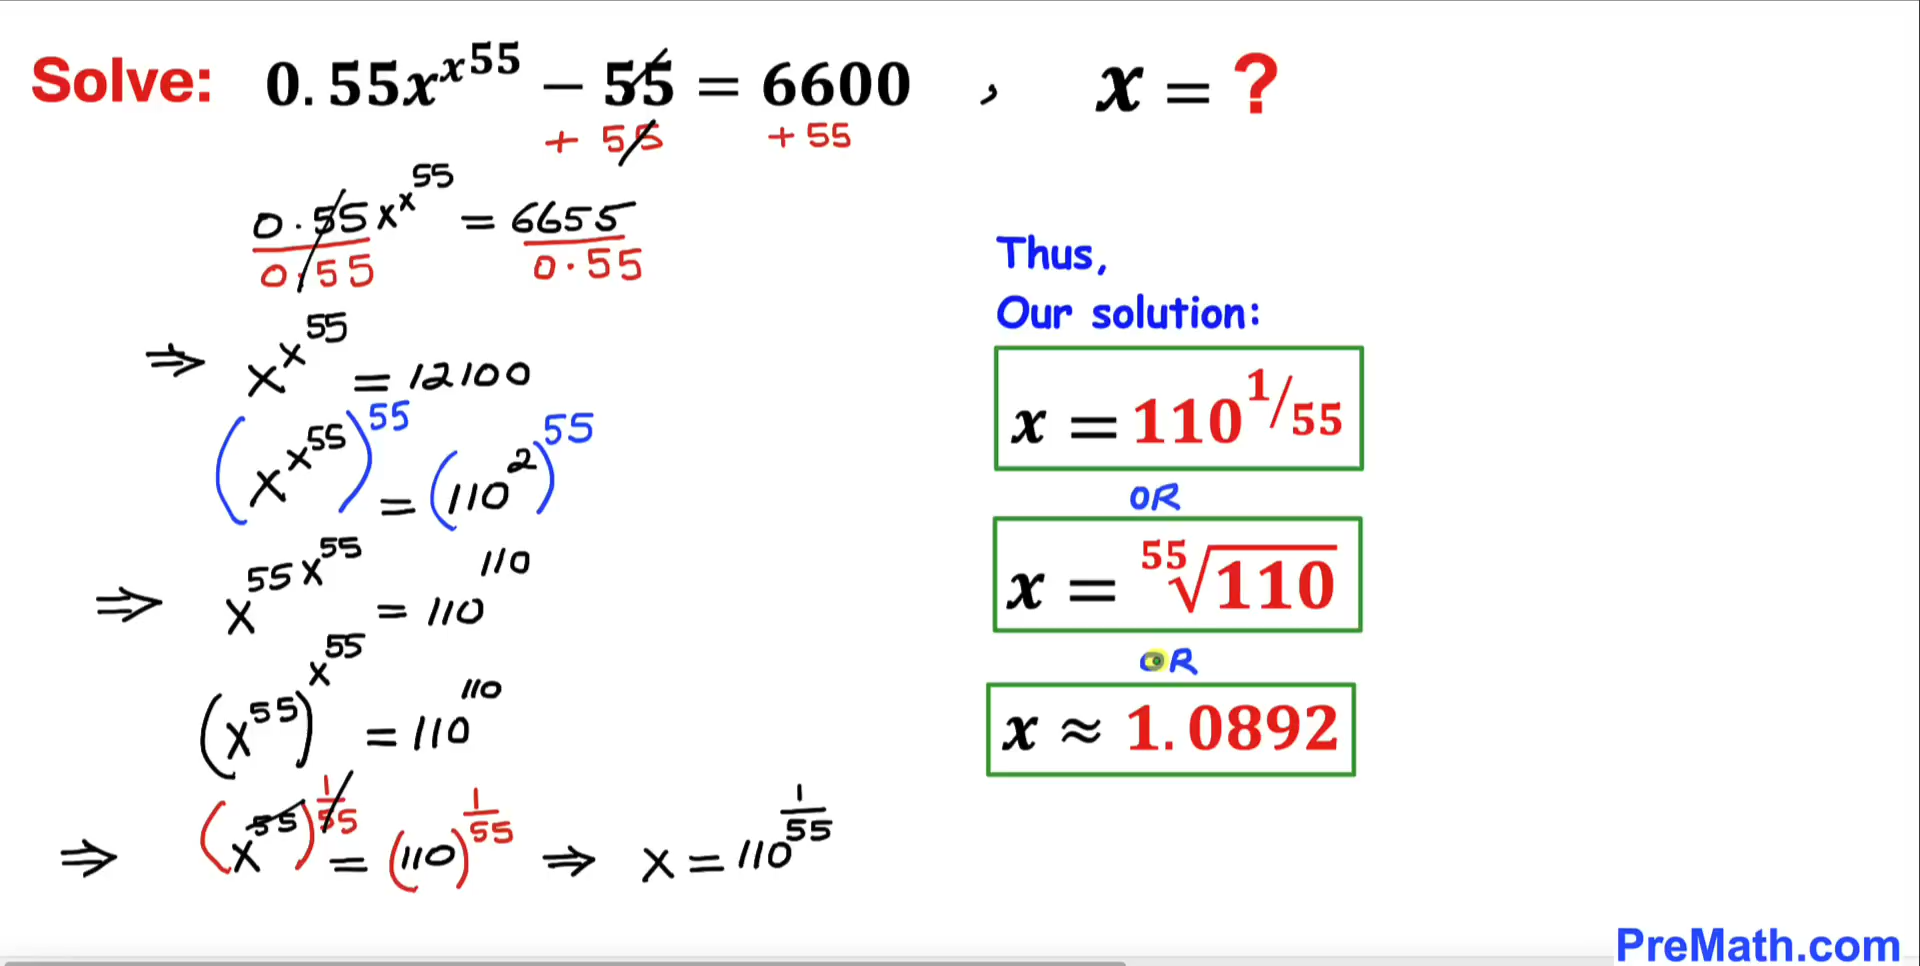 Solve: 0.55x^x^55 − 55 = 6600 , x = ?
+ 55 + 55
0.55x^x^55 = 6655
0.55 0.55
⇒ x^x^55 = 12100
(x^x^55)^55 = (110^2)^55
⇒ x^55x^55 = 110^110
(x^55)^x^55 = 110^110
⇒ (x^55)^1/55 = (110)^1/55 ⇒ x = 110^1/55
Thus,
Our solution:
x = 110^1/55
OR
x = ⁵⁵√110
OR
x ≈ 1.0892
PreMath.com